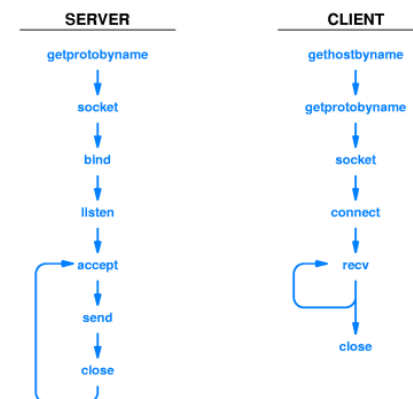 SERVER
getprotobyname
socket
bind
listen
accept
send
close
CLIENT
gethostbyname
getprotobyname
socket
connect
recv
close